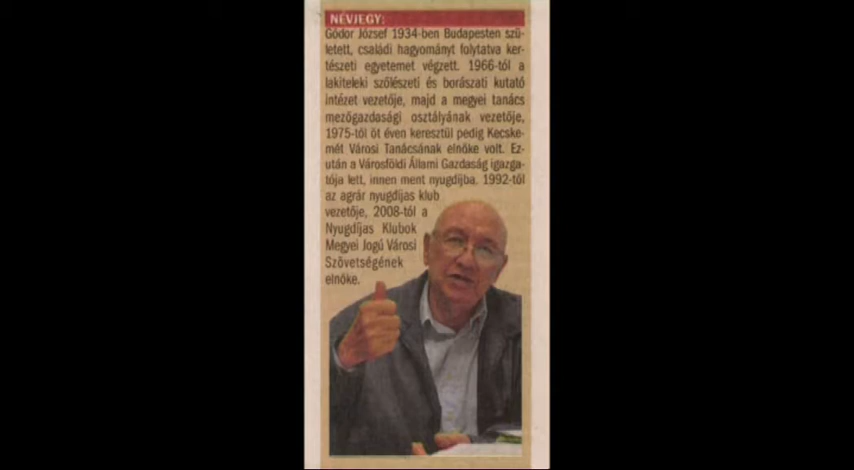 NÉVJEGY:
Gódor József 1934-ben Budapesten szü-
letett, családi hagyományt folytatva ker-
tészeti egyetemet végzett. 1966-tól a
lakiteleki szőlészeti és borászati kutató
intézet vezetője, majd a megyei tanács
mezőgazdasági osztályának vezetője,
1975-től öt éven keresztül pedig Kecske-
mét Városi Tanácsának elnöke volt. Ez-
után a Városföldi Állami Gazdaság igazga-
tója lett, innen ment nyugdíjba. 1992-től
az agrár nyugdíjas klub
vezetője, 2008-tól a
Nyugdíjas Klubok
Megyei Jogú Városi
Szövetségének
elnöke.